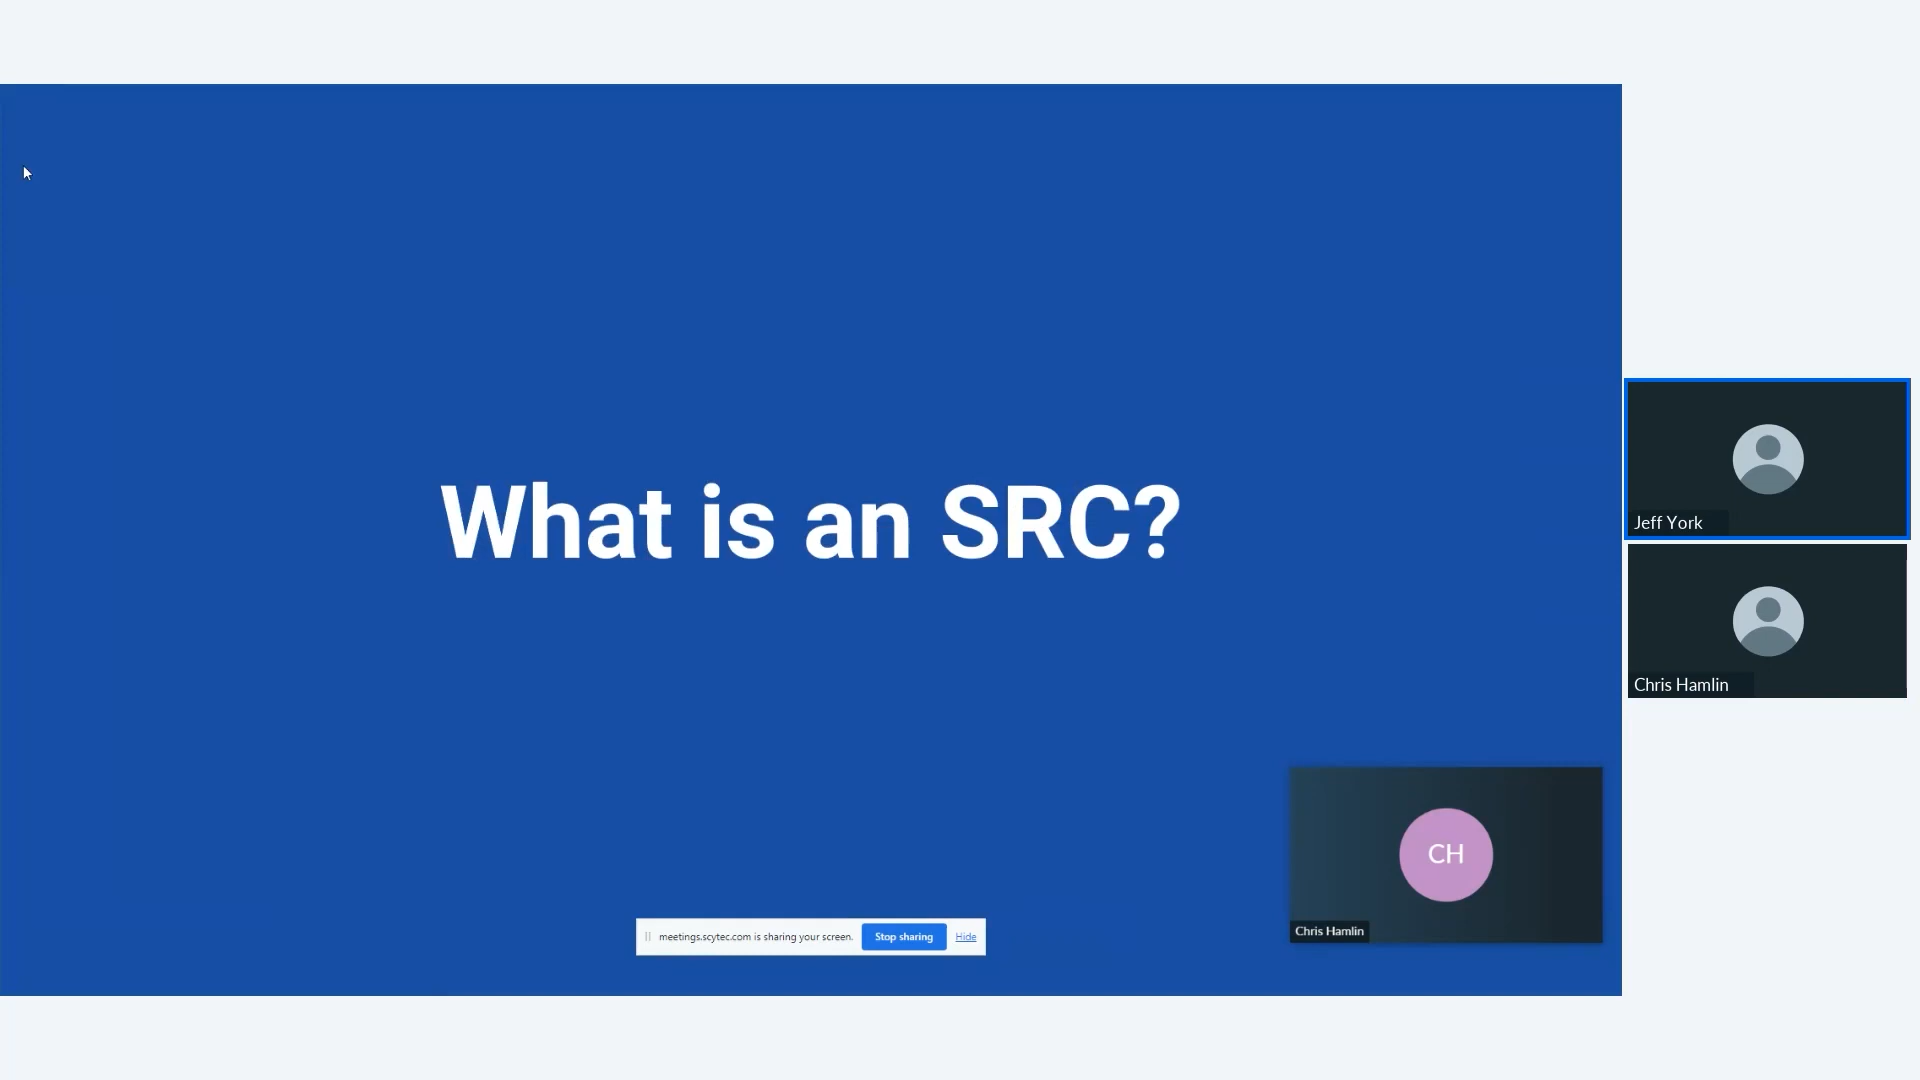 What is an SRC?
Jeff York
Chris Hamlin
CH
Chris Hamlin
meetings.scytec.com is sharing your screen. Stop sharing Hide